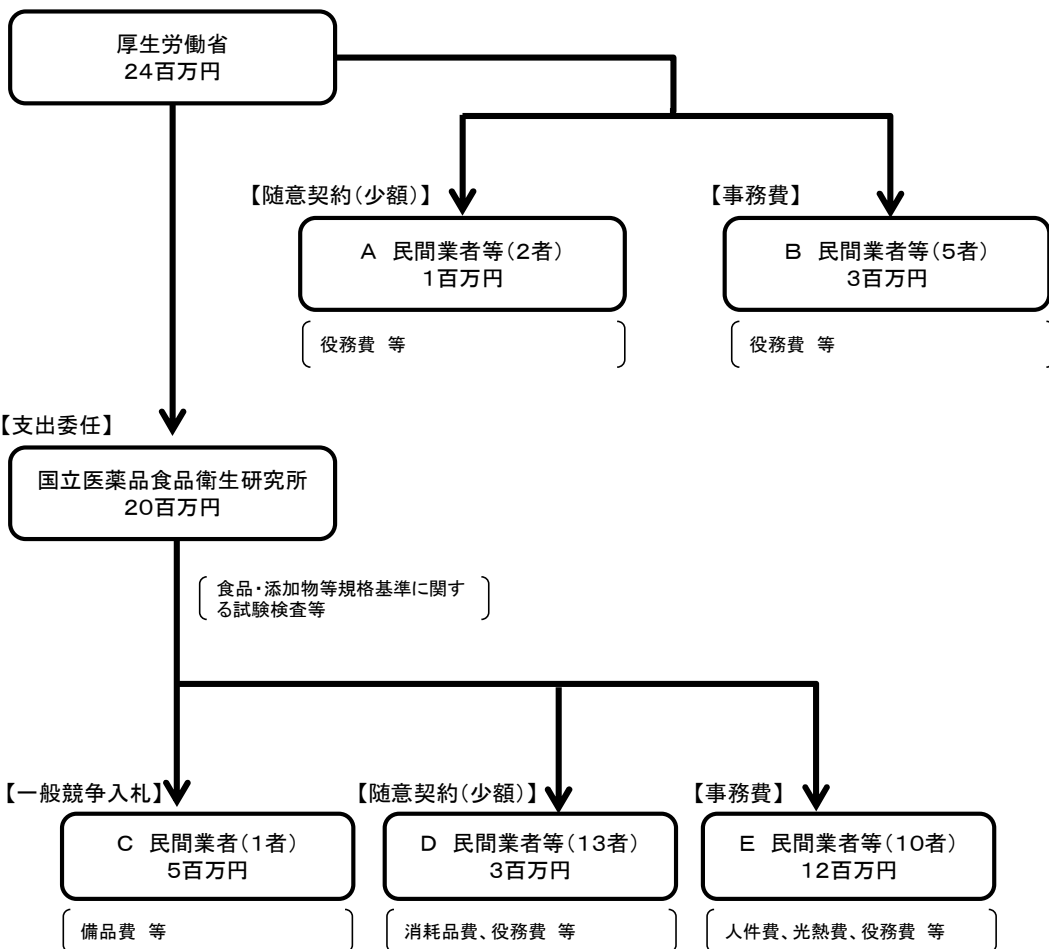 厚生労働省
24百万円
【随意契約(少額)】
【事務費】
A 民間業者等(2者)
1百万円
B 民間業者等(5者)
3百万円
役務費 等
役務費 等
【支出委任】
国立医薬品食品衛生研究所
20百万円
食品・添加物等規格基準に関す
る試験検査等
【一般競争入札】
【随意契約(少額)】
【事務費】
C 民間業者(1者)
5百万円
D 民間業者等(13者)
3百万円
E 民間業者等(10者)
12百万円
備品費 等
消耗品費、役務費 等
人件費、光熱費、役務費 等